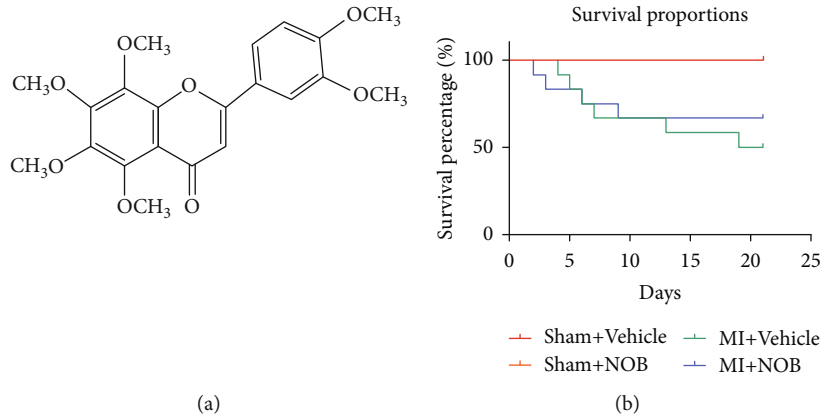 OCH3
OCH3
OCH3
CH3O
O
OCH3
CH3O
OCH3
O
(a)
Survival proportions
Survival percentage (%)
100
50
0
0 5 10 15 20 25
Days
Sham+Vehicle MI+Vehicle
Sham+NOB MI+NOB
(b)